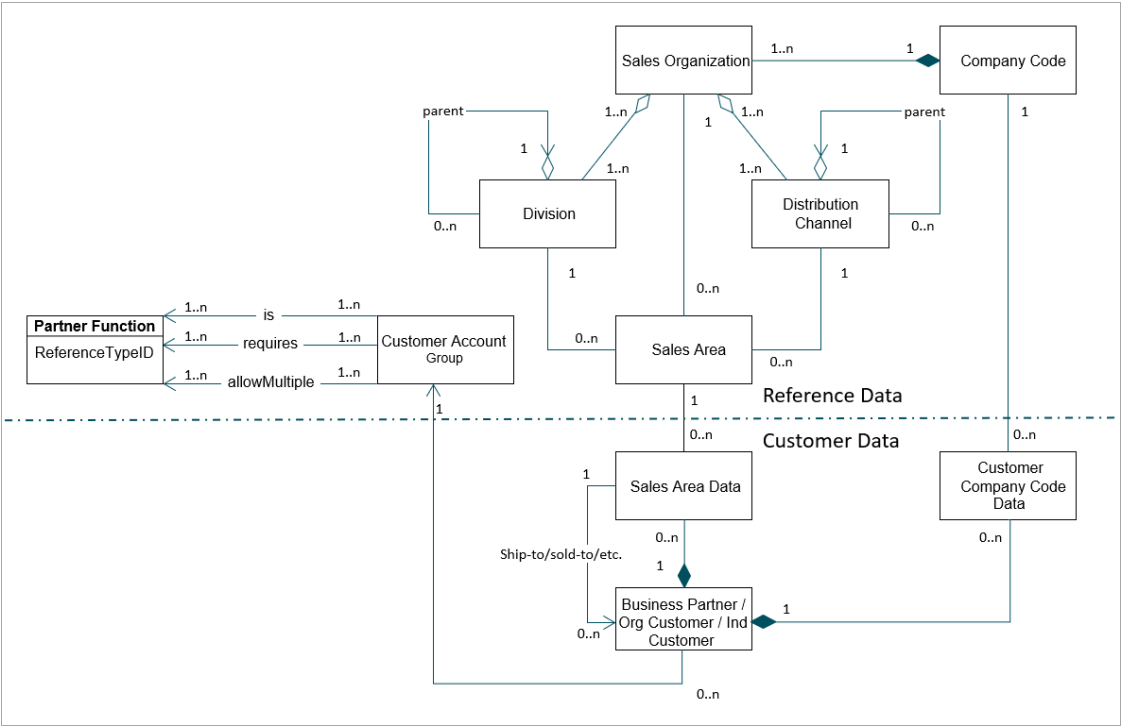 Sales Organization
1..n
1
Company Code
parent
1..n
1
1..n
parent
1
1
1
1..n
1..n
Division
Distribution
Channel
0..n
0..n
1
1
0..n
1..n
is
1..n
Partner Function
ReferenceTypeID
1..n
requires
1..n
Customer Account
Group
0..n
Sales Area
0..n
1..n
allowMultiple
1..n
Reference Data
1
1
0..n
0..n
Customer Data
1
Sales Area Data
Customer
Company Code
Data
0..n
0..n
Ship-to/sold-to/etc.
1
Business Partner /
Org Customer / Ind
Customer
1
0..n
0..n